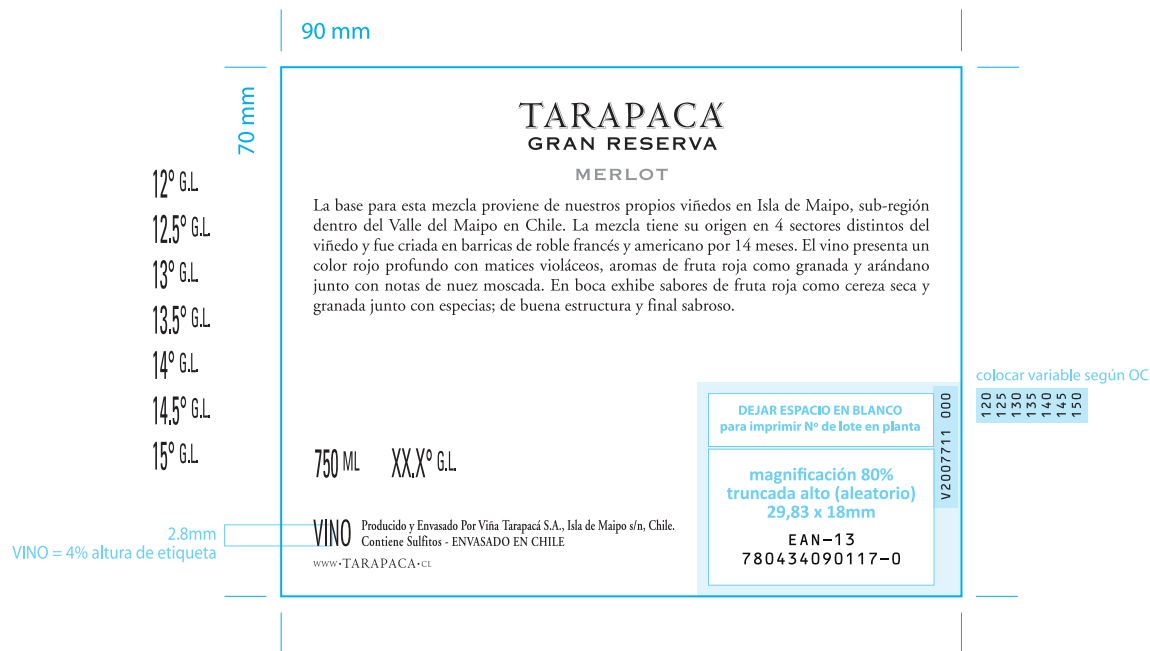 90 mm
70 mm
TARAPACÁ
GRAN RESERVA
MERLOT
La base para esta mezcla proviene de nuestros propios viñedos en Isla de Maipo, sub-región
dentro del Valle del Maipo en Chile. La mezcla tiene su origen en 4 sectores distintos del
viñedo y fue criada en barricas de roble francés y americano por 14 meses. El vino presenta un
color rojo profundo con matices violáceos, aromas de fruta roja como granada y arándano
junto con notas de nuez moscada. En boca exhibe sabores de fruta roja como cereza seca y
granada junto con especias; de buena estructura y final sabroso.
12° G.L.
12.5° G.L.
13° G.L.
13.5° G.L.
14° G.L.
14.5° G.L.
15° G.L.
750 ML XX.X° G.L.
VINO
Producido y Envasado Por Viña Tarapacá S.A., Isla de Maipo s/n, Chile.
Contiene Sulfitos - ENVASADO EN CHILE
WWW·TARAPACA·CL
2.8mm
VINO = 4% altura de etiqueta
DEJAR ESPACIO EN BLANCO
para imprimir Nº de lote en planta
magnificación 80%
truncada alto (aleatorio)
29,83 x 18mm
EAN-13
780434090117-0
V2007711 000
colocar variable según OC
120
125
130
135
140
145
150